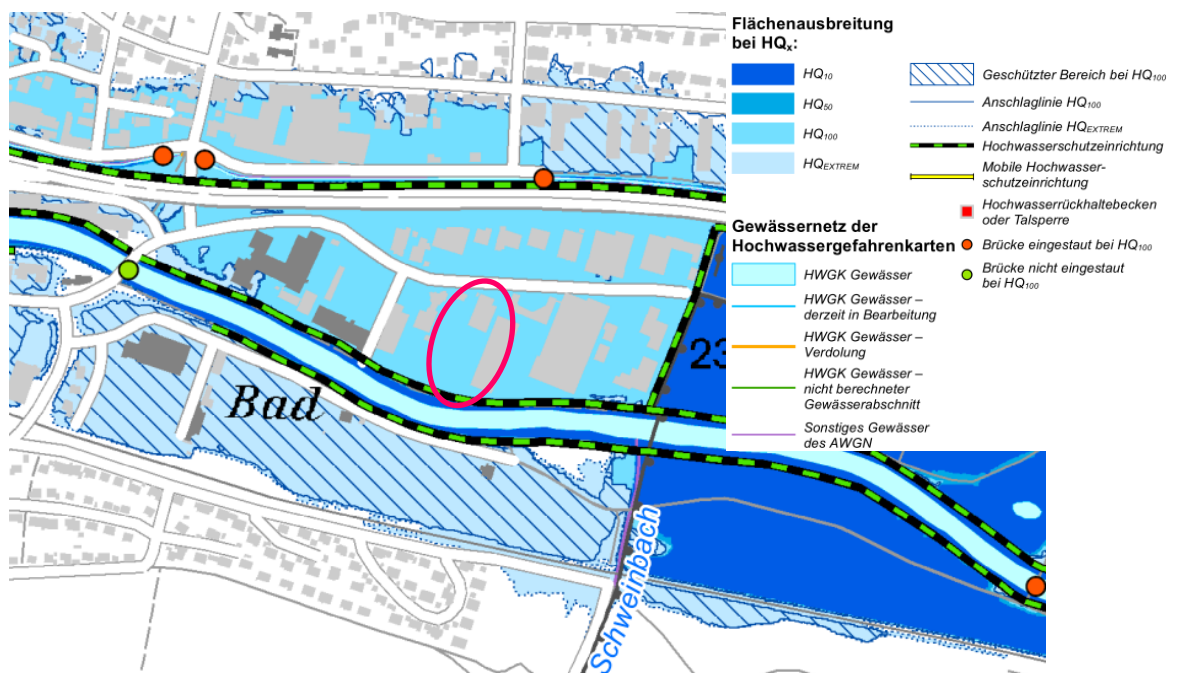 Flächenausbreitung
bei HQx:
HQ10
HQ50
HQ100
HQEXTREM
Geschützter Bereich bei HQ100
Anschlaglinie HQ100
Anschlaglinie HQEXTREM
Hochwasserschutzeinrichtung
Mobile Hochwasser-
schutzeinrichtung
Hochwasserrückhaltebecken
oder Talsperre
Brücke eingestaut bei HQ100
Brücke nicht eingestaut
bei HQ100
Gewässernetz der
Hochwassergefahrenkarten
HWGK Gewässer
HWGK Gewässer –
derzeit in Bearbeitung
HWGK Gewässer –
Verdolung
HWGK Gewässer –
nicht berechneter
Gewässerabschnitt
Sonstiges Gewässer
des AWGN
23
Bad
Schweinbach